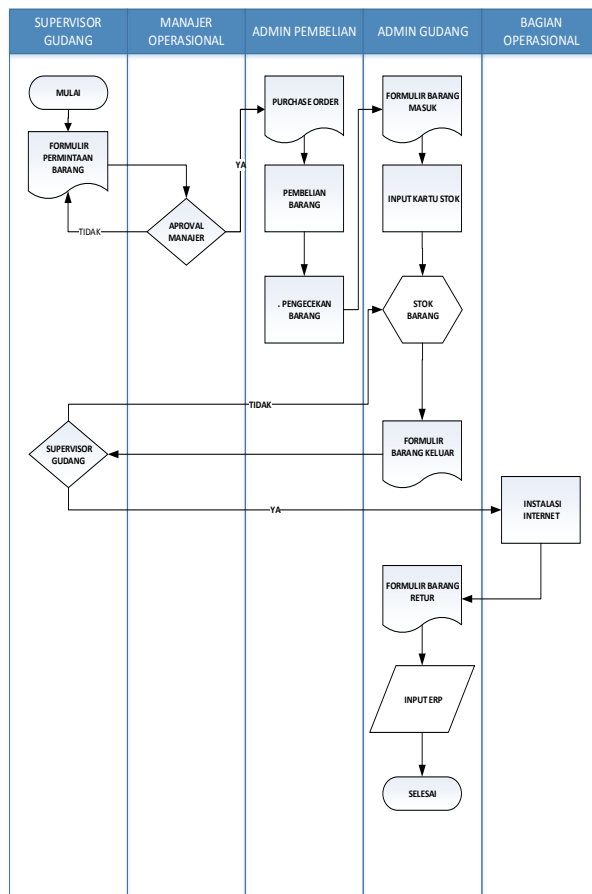 SUPERVISOR
GUDANG
MANAJER
OPERASIONAL
ADMIN PEMBELIAN
ADMIN GUDANG
BAGIAN
OPERASIONAL
MULAI
FORMULIR
PERMINTAAN
BARANG
APROVAL
MANAJER
TIDAK
YA
PURCHASE ORDER
PEMBELIAN
BARANG
. PENGECEKAN
BARANG
FORMULIR BARANG
MASUK
INPUT KARTU STOK
STOK
BARANG
TIDAK
FORMULIR
BARANG KELUAR
SUPERVISOR
GUDANG
YA
INSTALASI
INTERNET
FORMULIR BARANG
RETUR
INPUT ERP
SELESAI